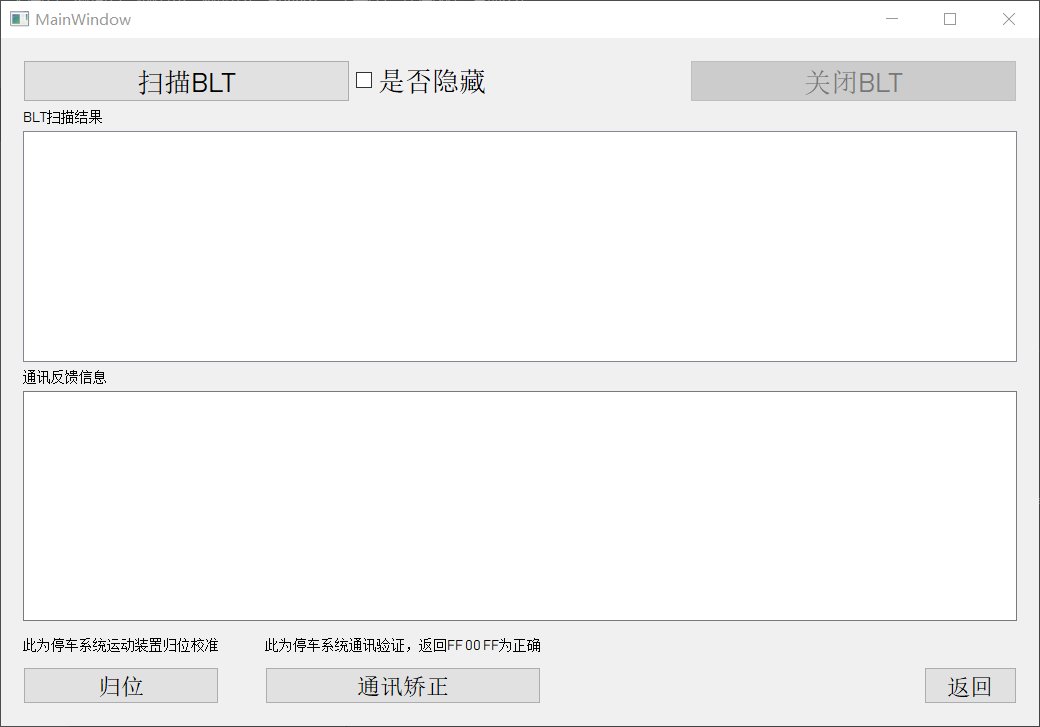 MainWindow
扫描BLT 是否隐藏 关闭BLT
BLT扫描结果
通讯反馈信息
此为停车系统运动装置归位校准 此为停车系统通讯验证，返回FF 00 FF为正确
归位 通讯矫正 返回